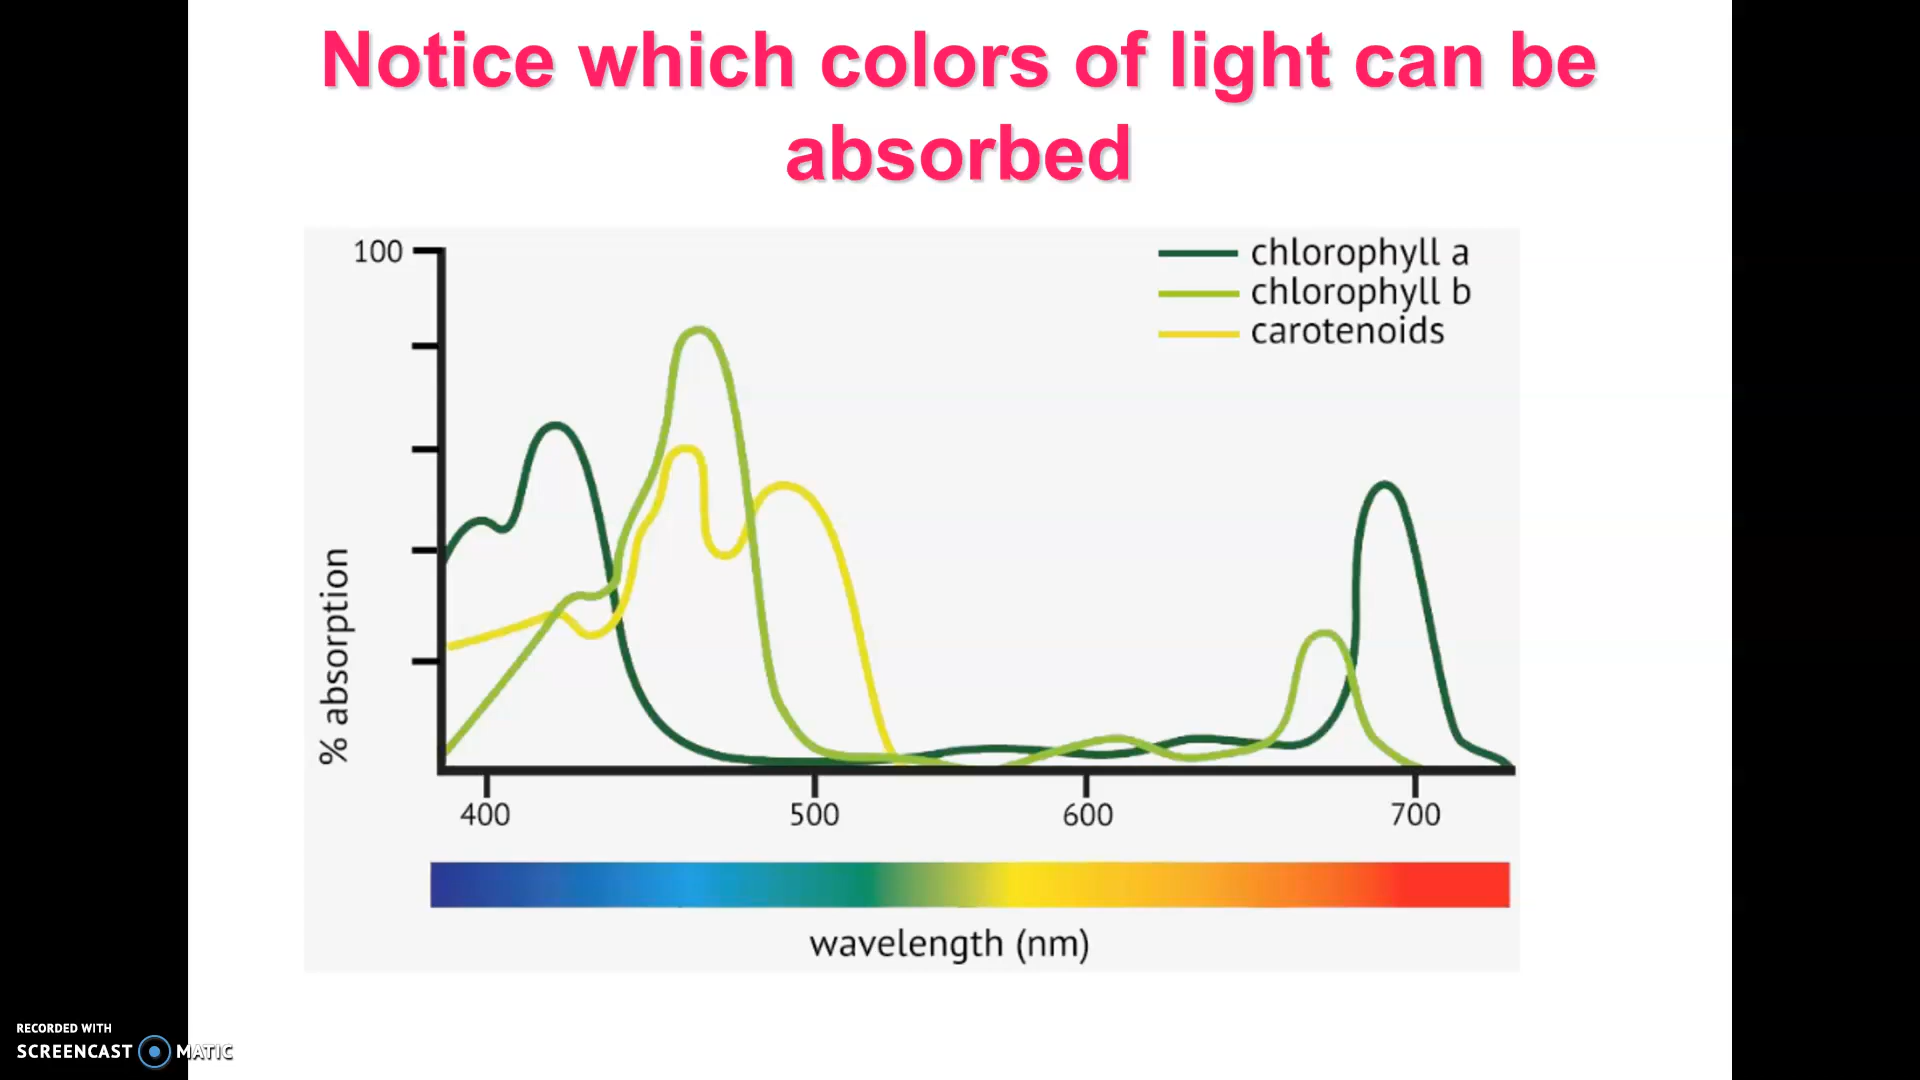 Notice which colors of light can be
absorbed
100
chlorophyll a
chlorophyll b
carotenoids
% absorption
400 500 600 700
wavelength (nm)
RECORDED WITH
SCREENCAST MATIC